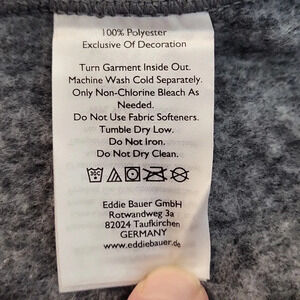 100% Polyester
Exclusive Of Decoration
Turn Garment Inside Out.
Machine Wash Cold Separately.
Only Non-Chlorine Bleach As
Needed.
Do Not Use Fabric Softeners.
Tumble Dry Low.
Do Not Iron.
Do Not Dry Clean.
Eddie Bauer GmbH
Rotwandweg 3a
82024 Taufkirchen
GERMANY
www.eddiebauer.de